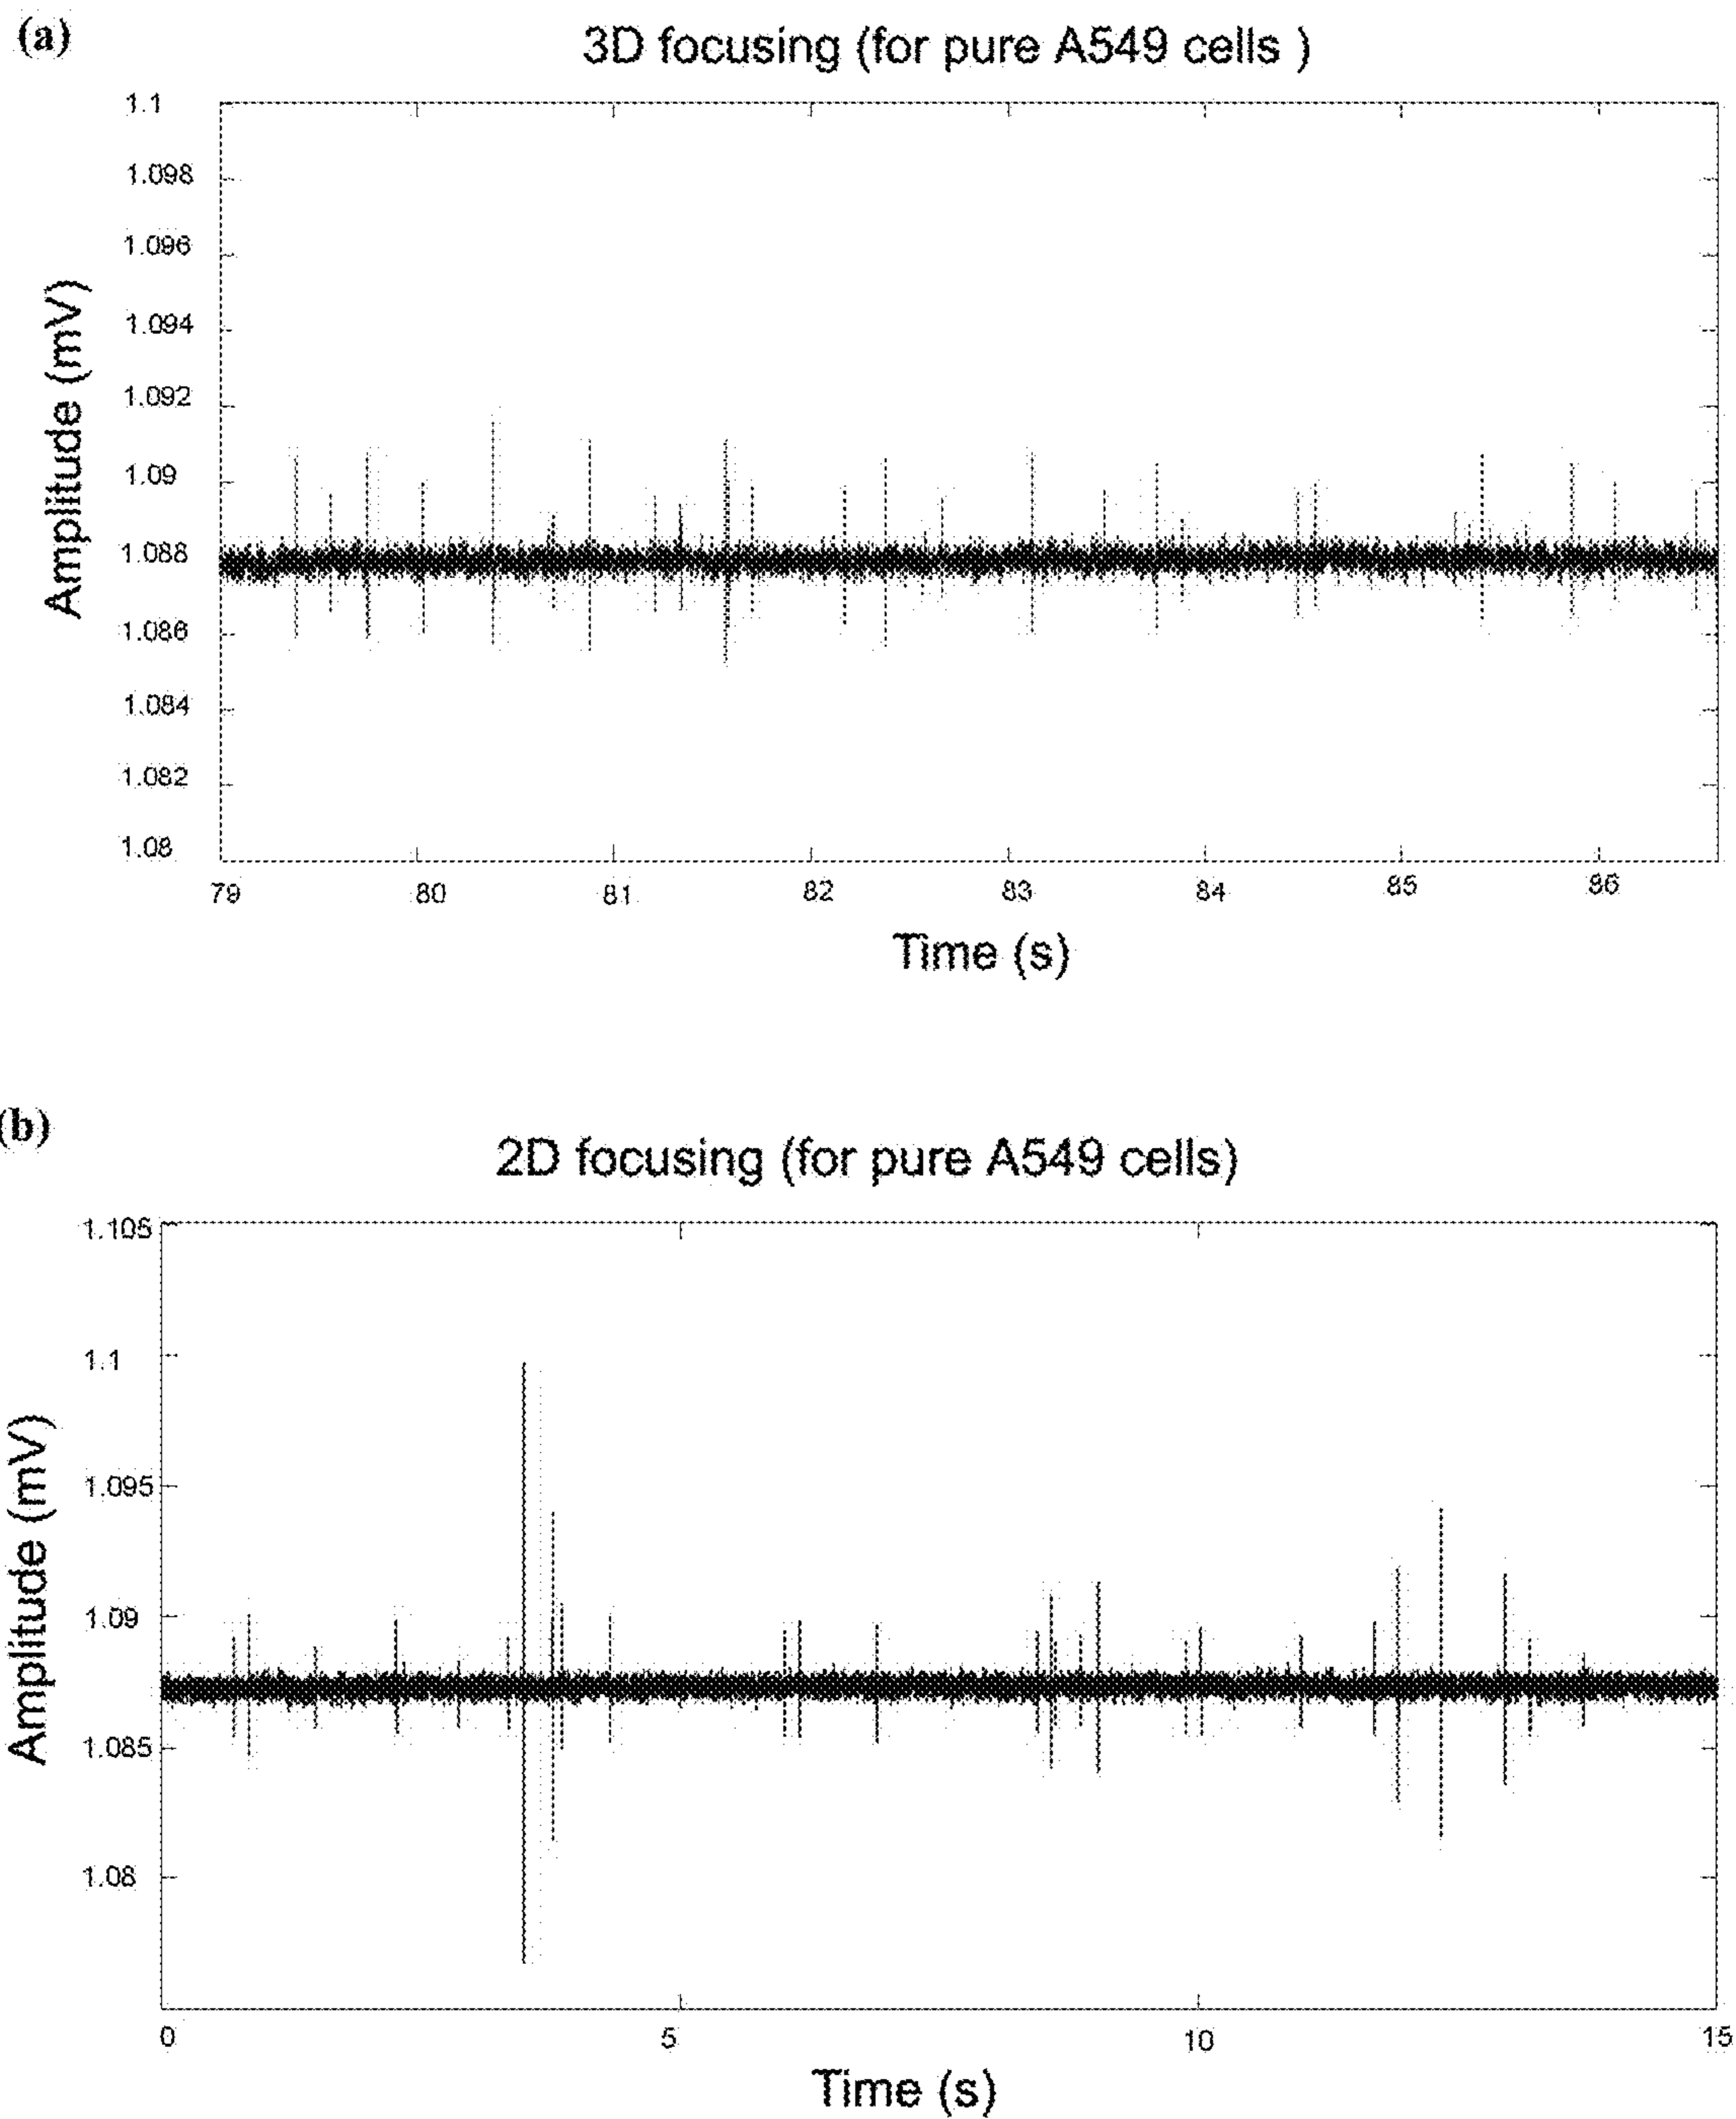 (a)
3D focusing (for pure A549 cells )
Amplitude (mV)
1.1
1.098
1.096
1.094
1.092
1.09
1.088
1.086
1.084
1.082
1.08
79 80 81 82 83 84 85 86
Time (s)
(b)
2D focusing (for pure A549 cells)
Amplitude (mV)
1.105
1.1
1.095
1.09
1.085
1.08
0 5 10 15
Time (s)